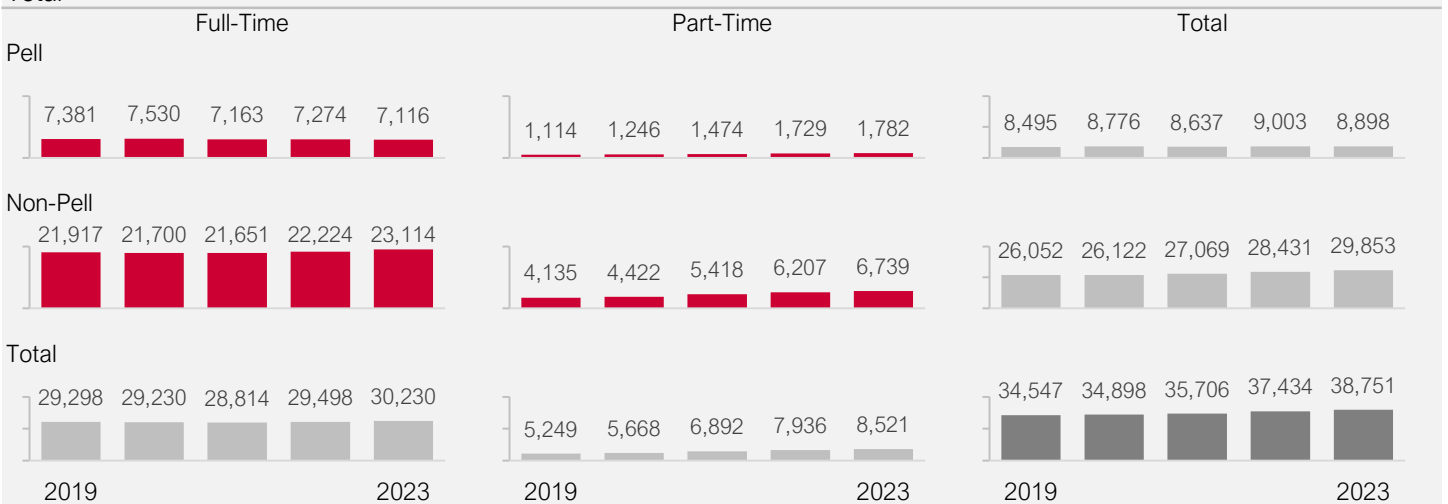 Full-Time Part-Time Total
Pell
7,381 7,530 7,163 7,274 7,116 1,114 1,246 1,474 1,729 1,782 8,495 8,776 8,637 9,003 8,898
Non-Pell
21,917 21,700 21,651 22,224 23,114 4,135 4,422 5,418 6,207 6,739 26,052 26,122 27,069 28,431 29,853
Total
29,298 29,230 28,814 29,498 30,230 5,249 5,668 6,892 7,936 8,521 34,547 34,898 35,706 37,434 38,751
2019 2023 2019 2023 2019 2023